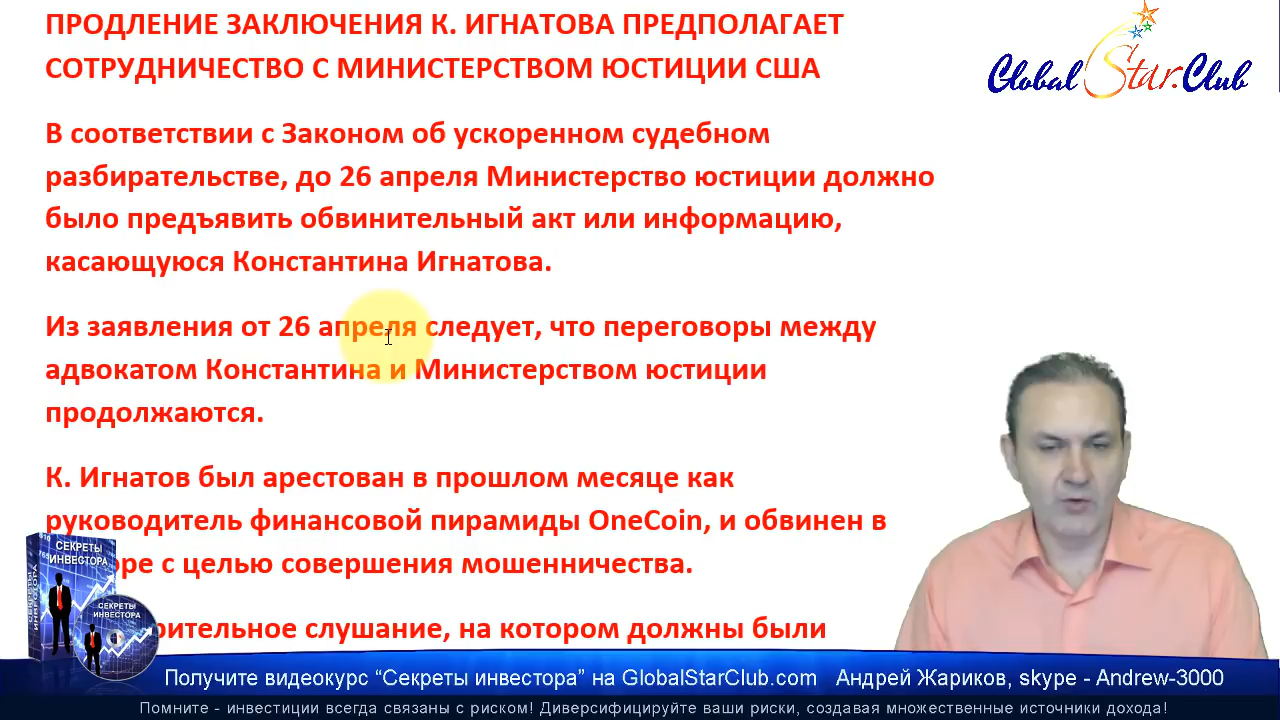 ПРОДЛЕНИЕ ЗАКЛЮЧЕНИЯ К. ИГНАТОВА ПРЕДПОЛАГАЕТ
СОТРУДНИЧЕСТВО С МИНИСТЕРСТВОМ ЮСТИЦИИ США
Global Star.Club
В соответствии с Законом об ускоренном судебном
разбирательстве, до 26 апреля Министерство юстиции должно
было предъявить обвинительный акт или информацию,
касающуюся Константина Игнатова.
Из заявления от 26 апреля следует, что переговоры между
адвокатом Константина и Министерством юстиции
продолжаются.
К. Игнатов был арестован в прошлом месяце как
руководитель финансовой пирамиды OneCoin, и обвинен в
с целью совершения мошенничества.
слушание, на котором должны были
СЕКРЕТЫ
ИНВЕСТОРА
СЕКРЕТЫ ИНВЕСТОРА
СЕКРЕТЫ
ИНВЕСТОРА
Получите видеокурс “Секреты инвестора” на GlobalStarClub.com Андрей Жариков, skype - Andrew-3000
Помните - инвестиции всегда связаны с риском! Диверсифицируйте ваши риски, создавая множественные источники дохода!